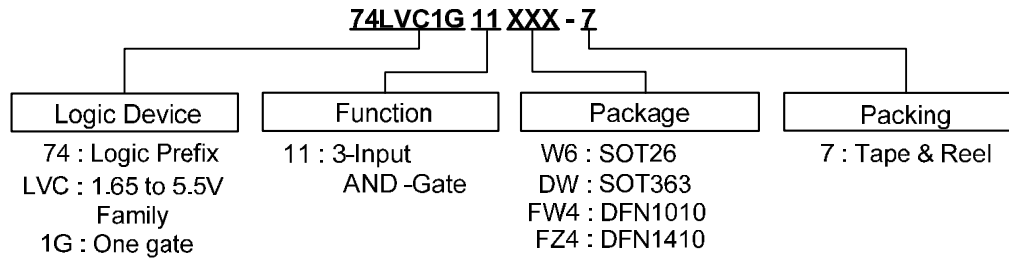 74LVC1G 11 XXX - 7
Logic Device
74 : Logic Prefix
LVC : 1.65 to 5.5V
Family
1G : One gate
Function
11 : 3-Input
AND -Gate
Package
W6 : SOT26
DW : SOT363
FW4 : DFN1010
FZ4 : DFN1410
Packing
7 : Tape & Reel